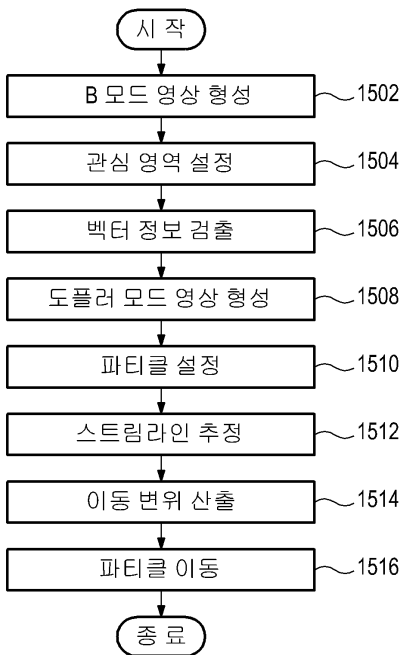 시 작
B 모드 영상 형성 1502
관심 영역 설정 1504
벡터 정보 검출 1506
도플러 모드 영상 형성 1508
파티클 설정 1510
스트림라인 추정 1512
이동 변위 산출 1514
파티클 이동 1516
종 료